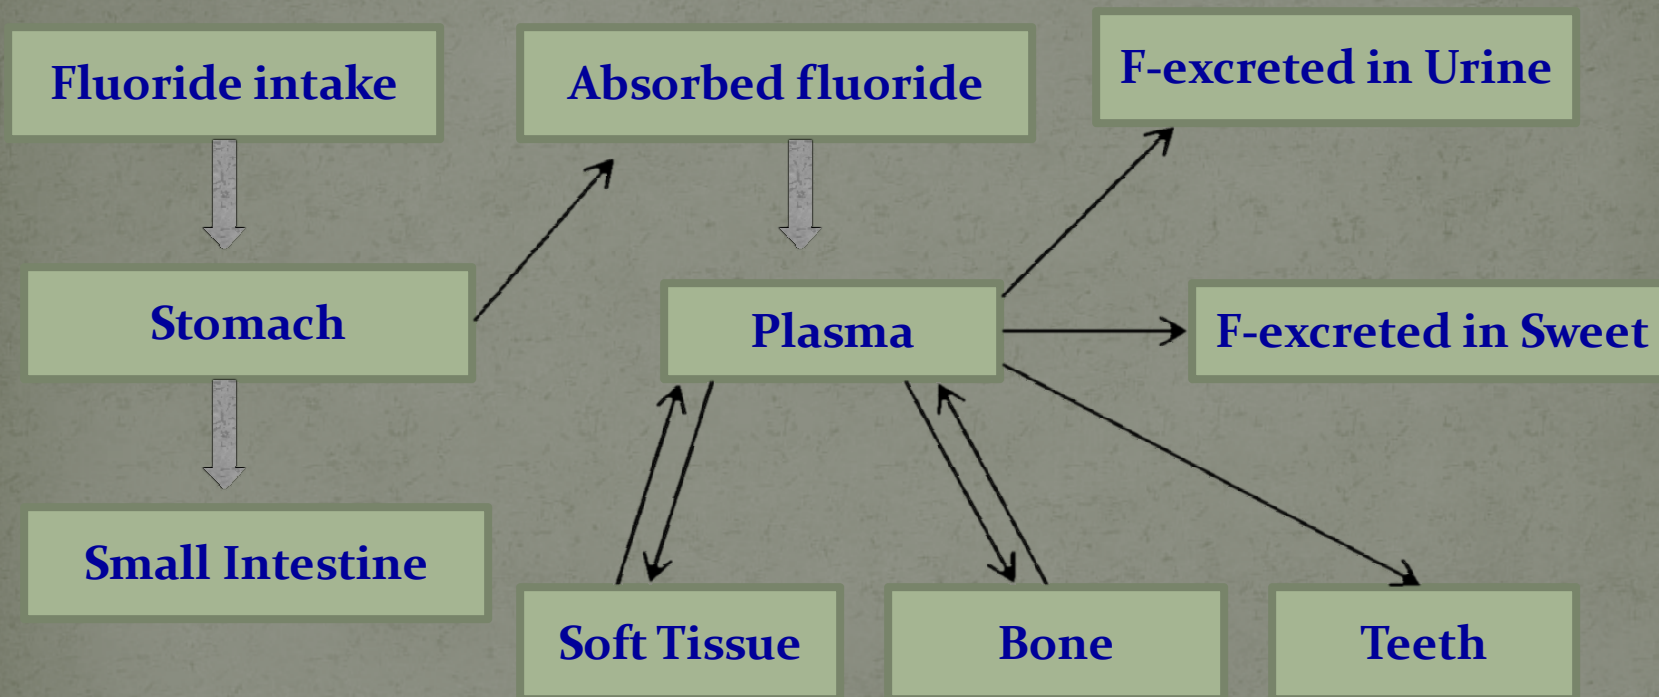 Fluoride intake
Absorbed fluoride
F-excreted in Urine
Stomach
Plasma
F-excreted in Sweet
Small Intestine
Soft Tissue
Bone
Teeth